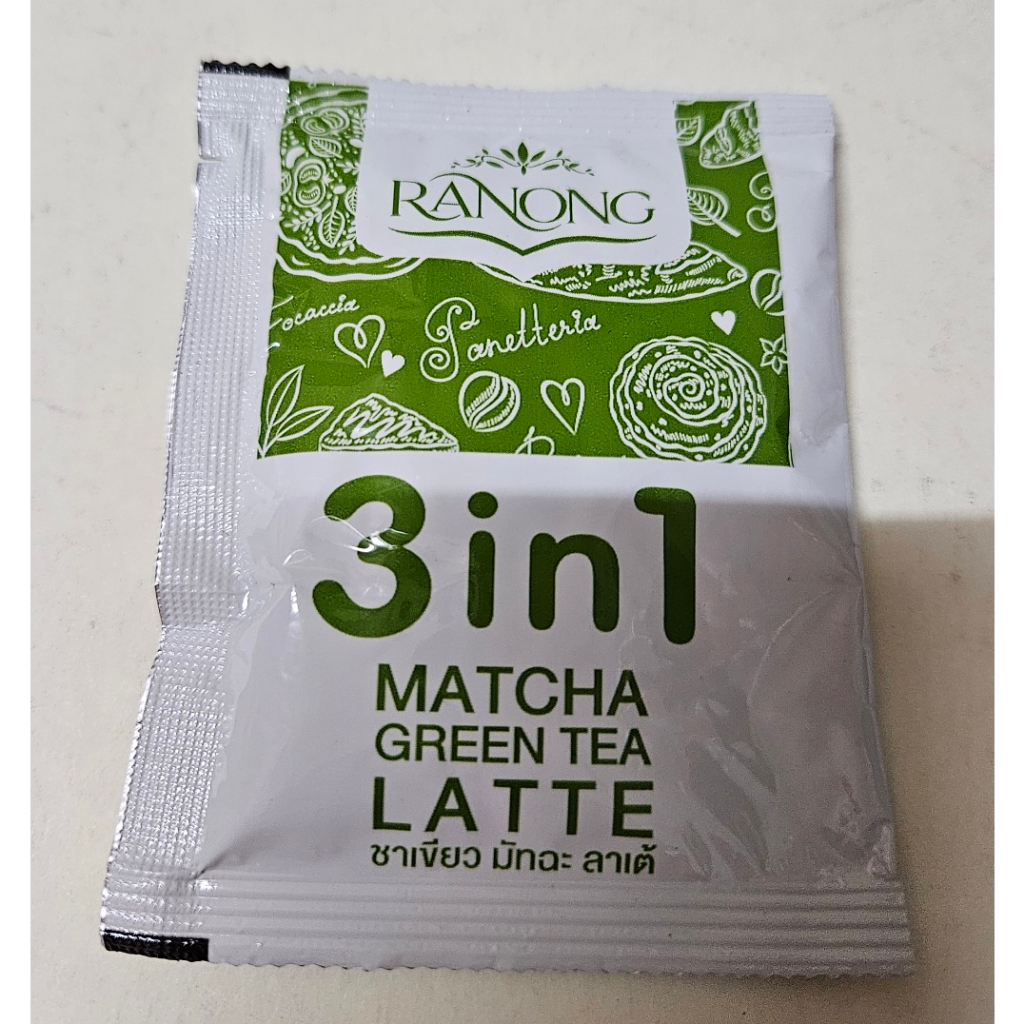 RANONG
Focaccia
Panetteria
3in1
MATCHA
GREEN TEA
LATTE
ชาเขียว มัทฉะ ลาเต้